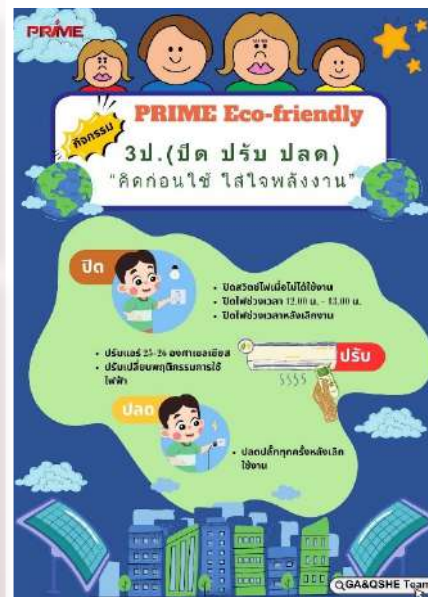 PRIME
กิจกรรม
PRIME Eco-friendly
3ป.(ปิด ปรับ ปลด)
"คิดก่อนใช้ ใส่ใจพลังงาน"
ปิด
• ปิดสวิตช์ไฟเมื่อไม่ได้ใช้งาน
• ปิดไฟช่วงเวลา 12.00 น. - 13.00 น.
• ปิดไฟช่วงเวลาหลังเลิกงาน
• ปรับแอร์ 25-26 องศาเซลเซียส
• ปรับเปลี่ยนพฤติกรรมการใช้
ไฟฟ้า
ปรับ
ปลด
• ปลดปลั๊กทุกครั้งหลังเลิก
ใช้งาน
GA&QSHE Team